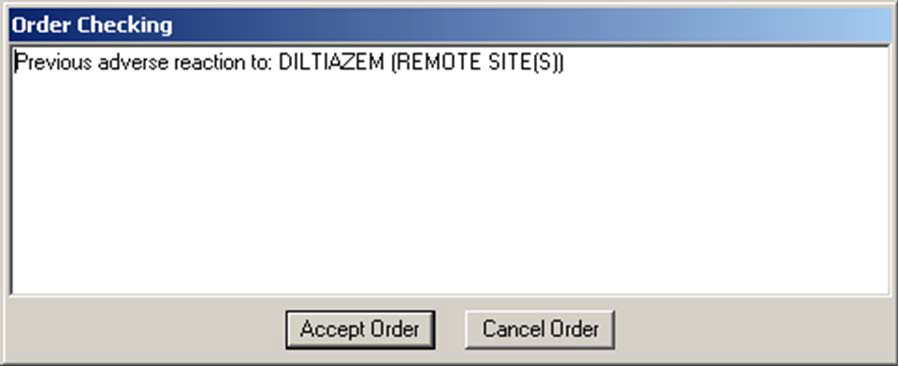 Order Checking
Previous adverse reaction to: DILTIAZEM (REMOTE SITE(S))
Accept Order
Cancel Order